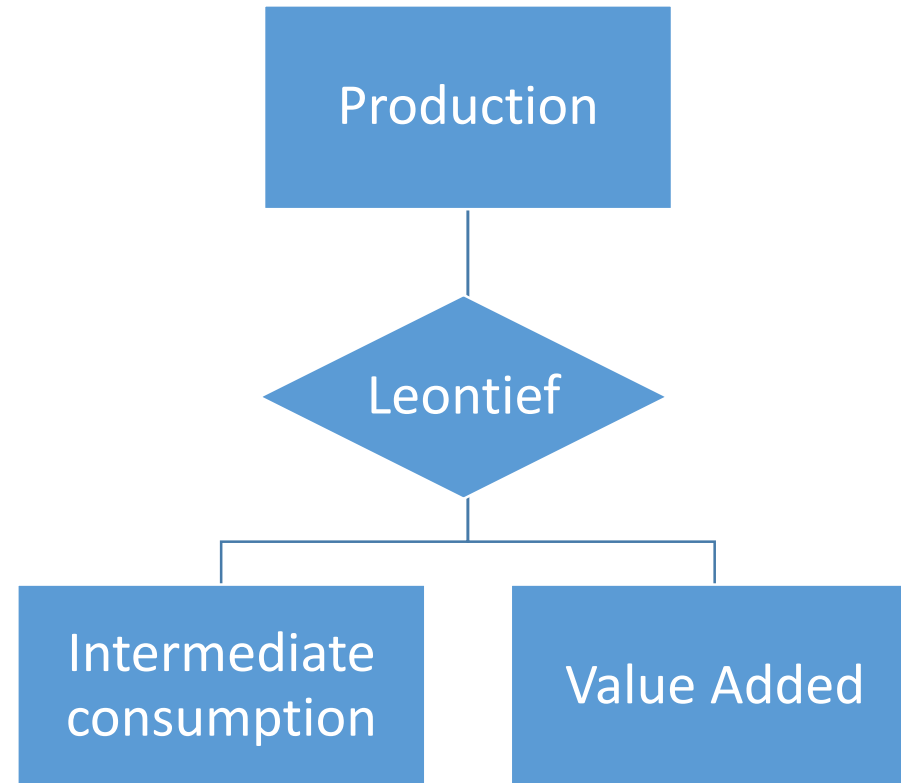 Production
Leontief
Intermediate
consumption
Value Added